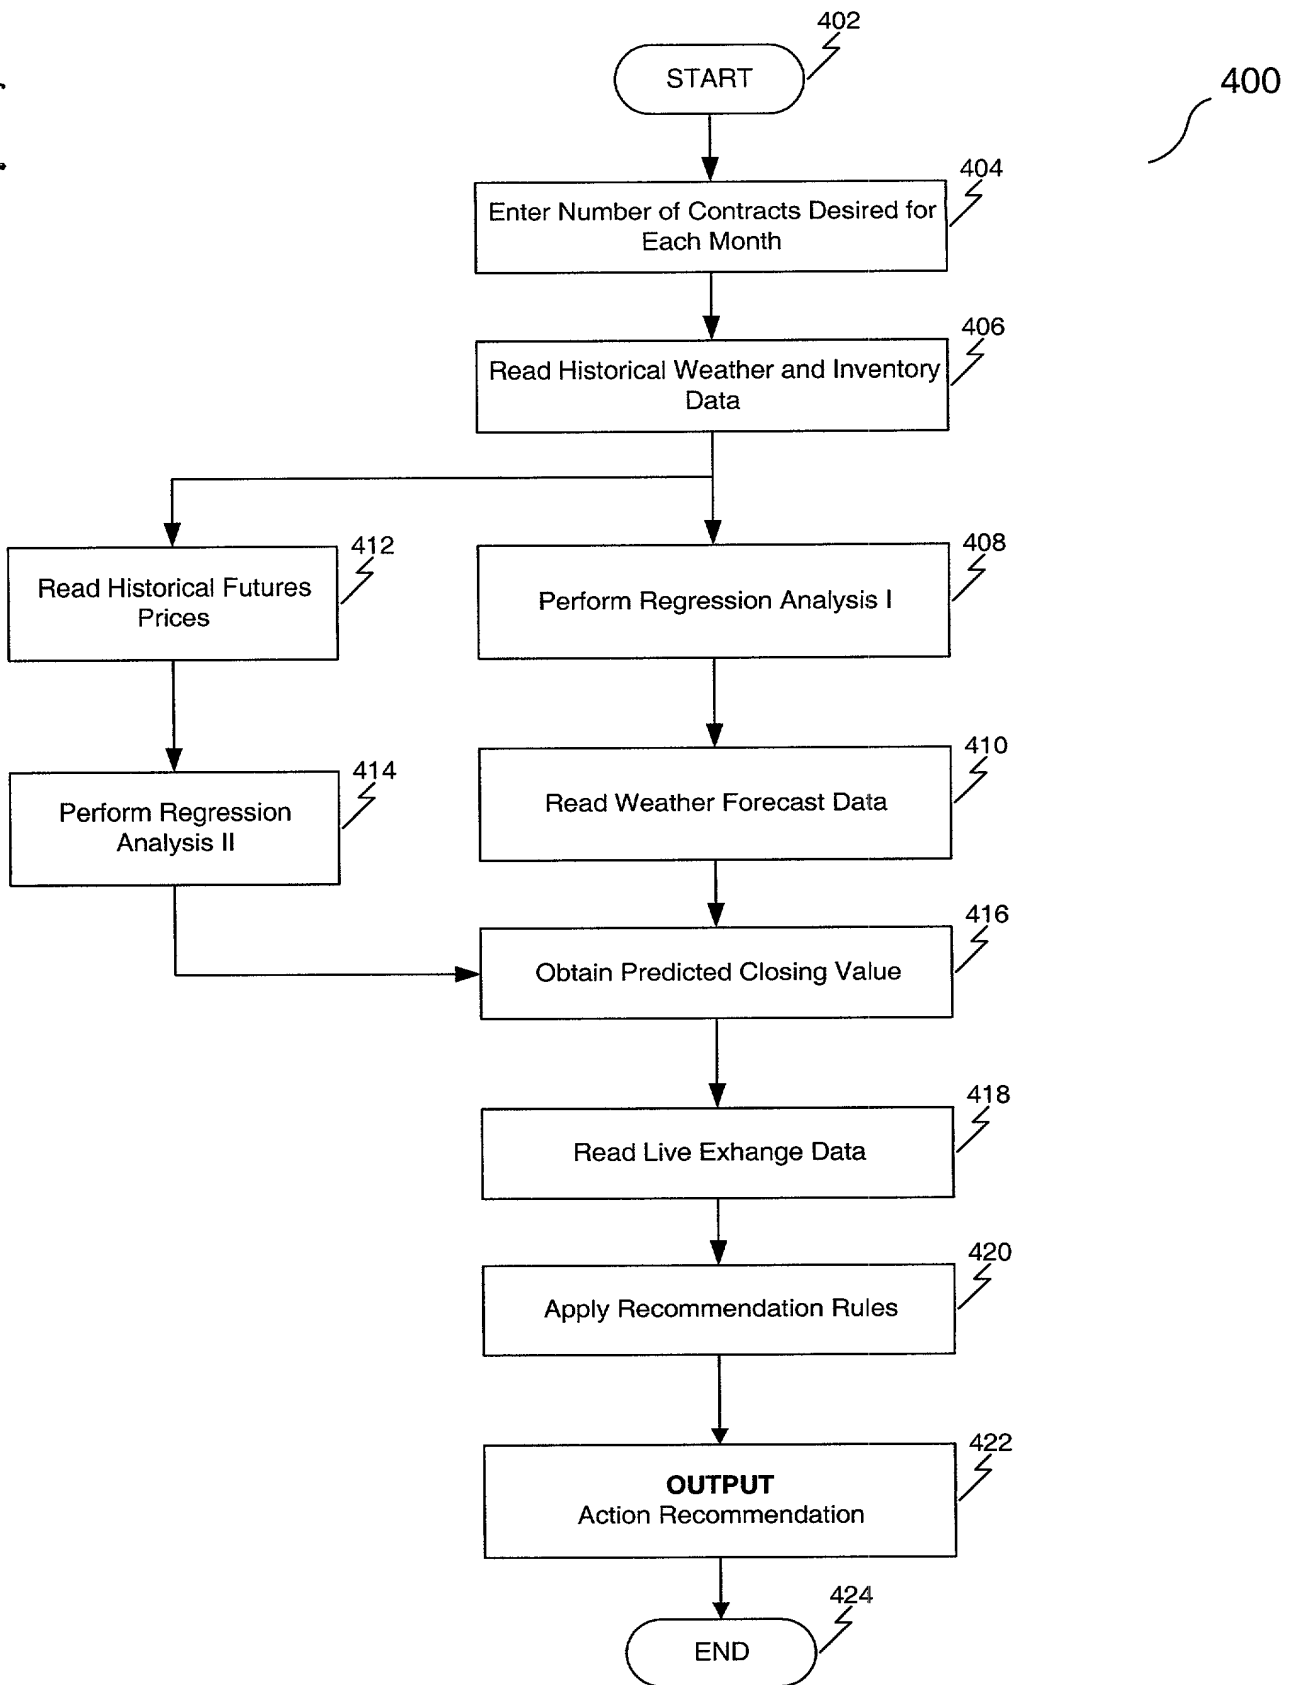 402
START
400
404
Enter Number of Contracts Desired for
Each Month
406
Read Historical Weather and Inventory
Data
412
Read Historical Futures
Prices
408
Perform Regression Analysis I
410
Read Weather Forecast Data
414
Perform Regression
Analysis II
416
Obtain Predicted Closing Value
418
Read Live Exhange Data
420
Apply Recommendation Rules
422
OUTPUT
Action Recommendation
424
END